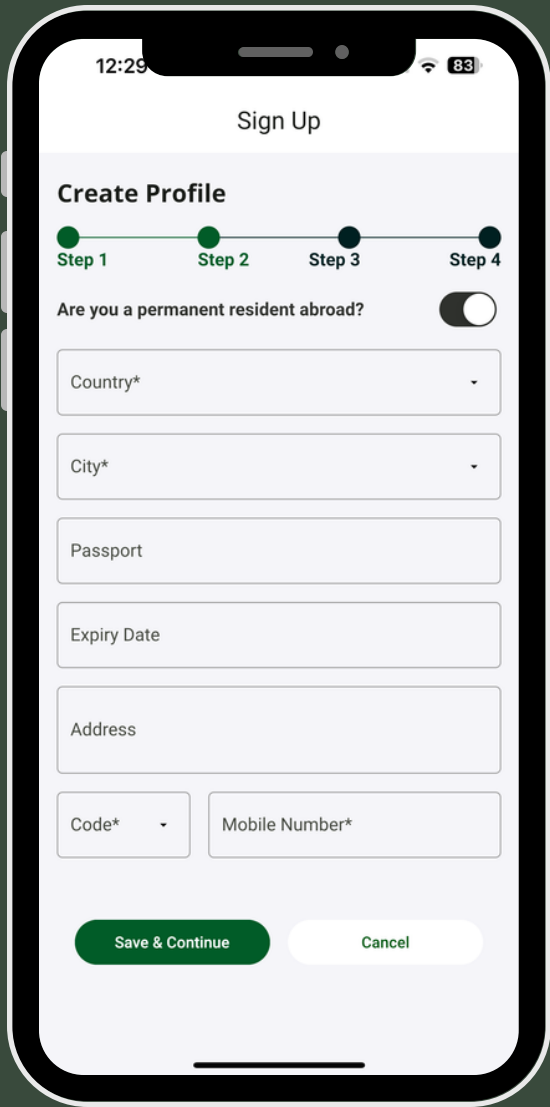 12:29
83
Sign Up
Create Profile
Step 1 Step 2 Step 3 Step 4
Are you a permanent resident abroad?
Country*
City*
Passport
Expiry Date
Address
Code* Mobile Number*
Save & Continue Cancel